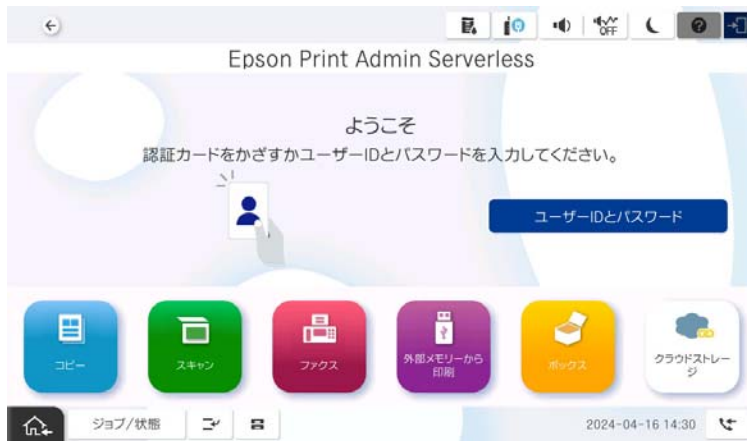 OFF
Epson Print Admin Serverless
ようこそ
認証カードをかざすかユーザーIDとパスワードを入力してください。
ユーザーIDとパスワード
コピー
スキャン
ファクス
外部メモリーから
印刷
ボックス
クラウドストレー
ジ
ジョブ/状態
2024-04-16 14:30